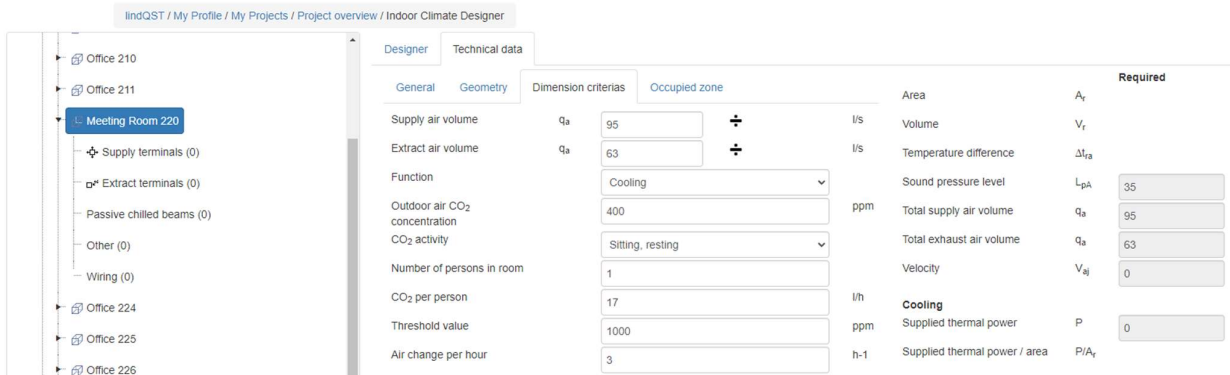 lindQST / My Profile / My Projects / Project overview / Indoor Climate Designer
Office 210
Office 211
Meeting Room 220
Supply terminals (0)
Extract terminals (0)
Passive chilled beams (0)
Other (0)
Wiring (0)
Office 224
Office 225
Office 226
Designer Technical data
General Geometry Dimension criterias Occupied zone
Supply air volume qa 95 ÷ l/s
Extract air volume qa 63 ÷ l/s
Function Cooling
Outdoor air CO2 concentration 400 ppm
CO2 activity Sitting, resting
Number of persons in room 1
CO2 per person 17 l/h
Threshold value 1000 ppm
Air change per hour 3 h-1
Required
Area Ar
Volume Vr
Temperature difference Δtra
Sound pressure level LpA 35
Total supply air volume qa 95
Total exhaust air volume qa 63
Velocity Vaj 0
Cooling
Supplied thermal power P 0
Supplied thermal power / area P/Ar